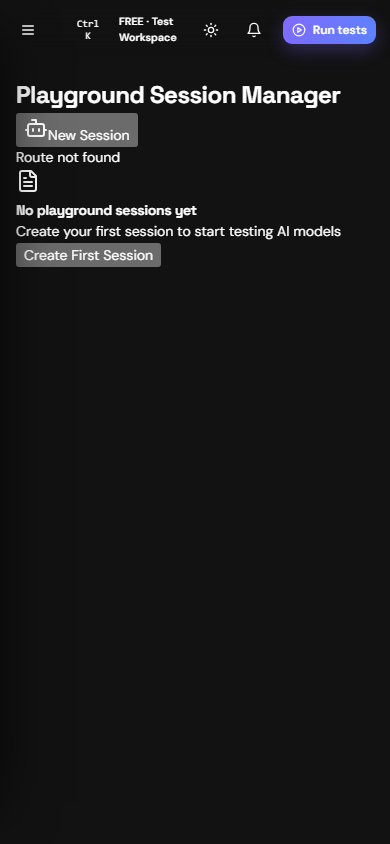 Ctrl
K
FREE · Test
Workspace
Run tests
Playground Session Manager
New Session
Route not found
No playground sessions yet
Create your first session to start testing AI models
Create First Session